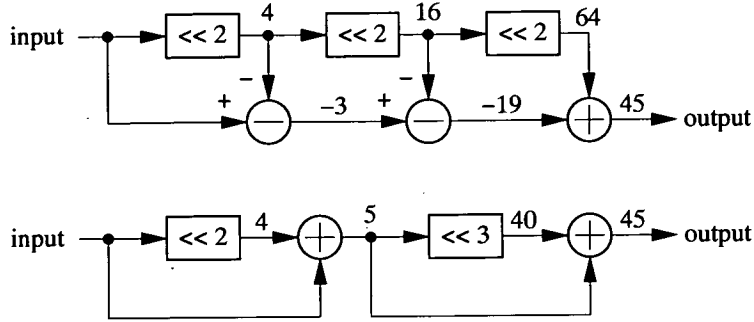 4 16 64
input << 2 << 2 << 2
− −
+ −3 + −19 45 output
4 5 40 45
input << 2 << 3 output